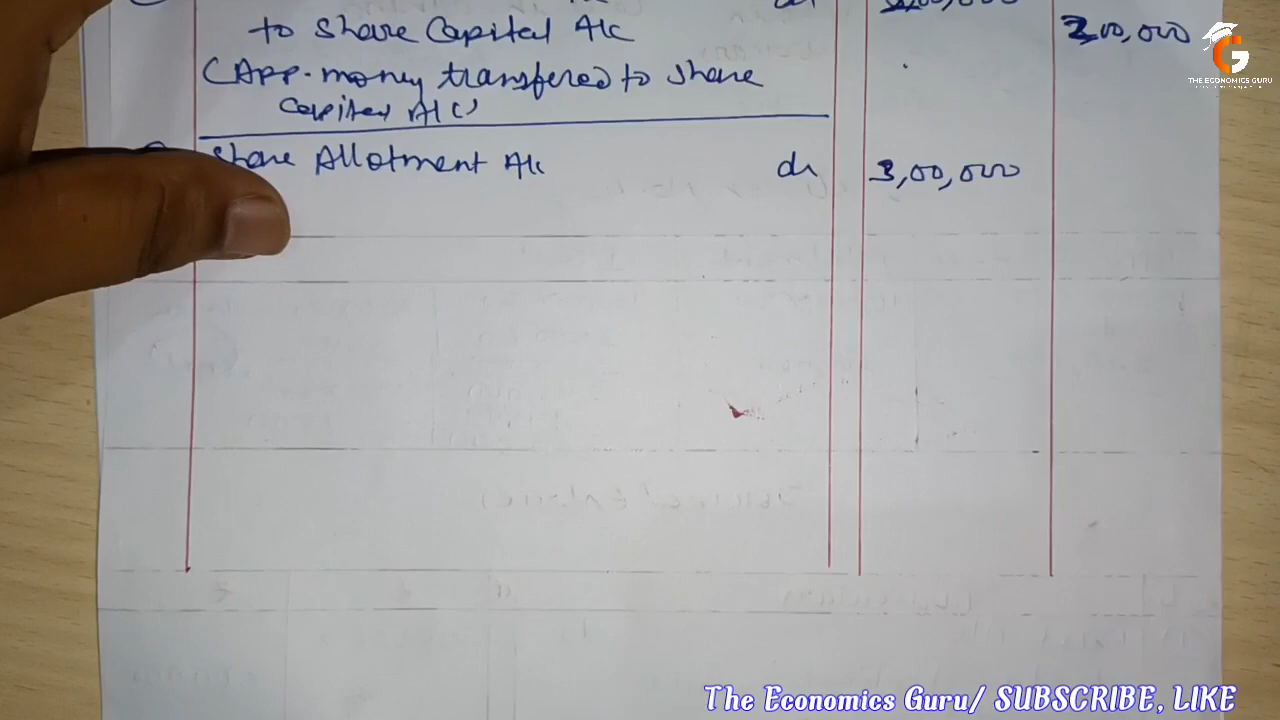 to Share Capital A/c 2,00,000
(App. money transfered to Share
Capital A/c)
Share Allotment A/c dr 3,00,000
THE ECONOMICS GURU
The Economics Guru/ SUBSCRIBE, LIKE